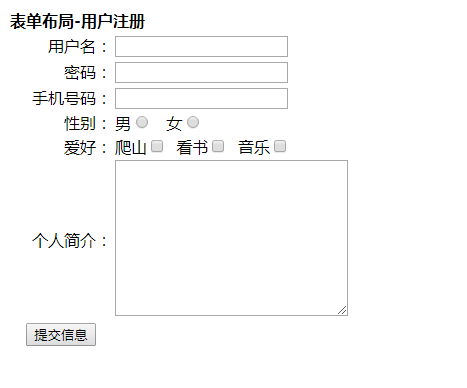 表单布局-用户注册
用户名：
密码：
手机号码：
性别：男 女
爱好：爬山 看书 音乐
个人简介：
提交信息